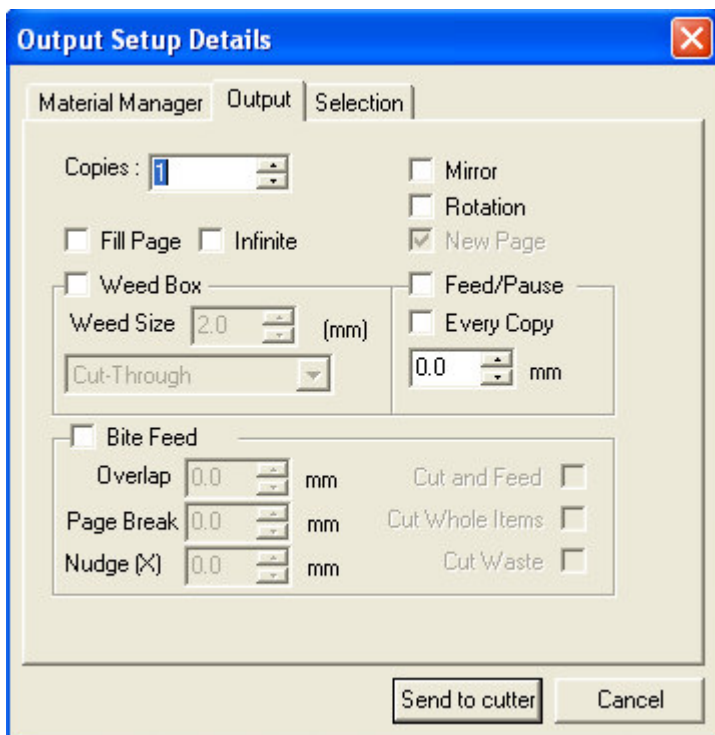 Output Setup Details
Material Manager Output Selection
Copies : 1
Mirror
Rotation
Fill Page Infinite New Page
Weed Box Feed/Pause
Weed Size 2.0 (mm) Every Copy
Cut-Through 0.0 mm
Bite Feed
Overlap 0.0 mm Cut and Feed
Page Break 0.0 mm Cut Whole Items
Nudge (X) 0.0 mm Cut Waste
Send to cutter Cancel